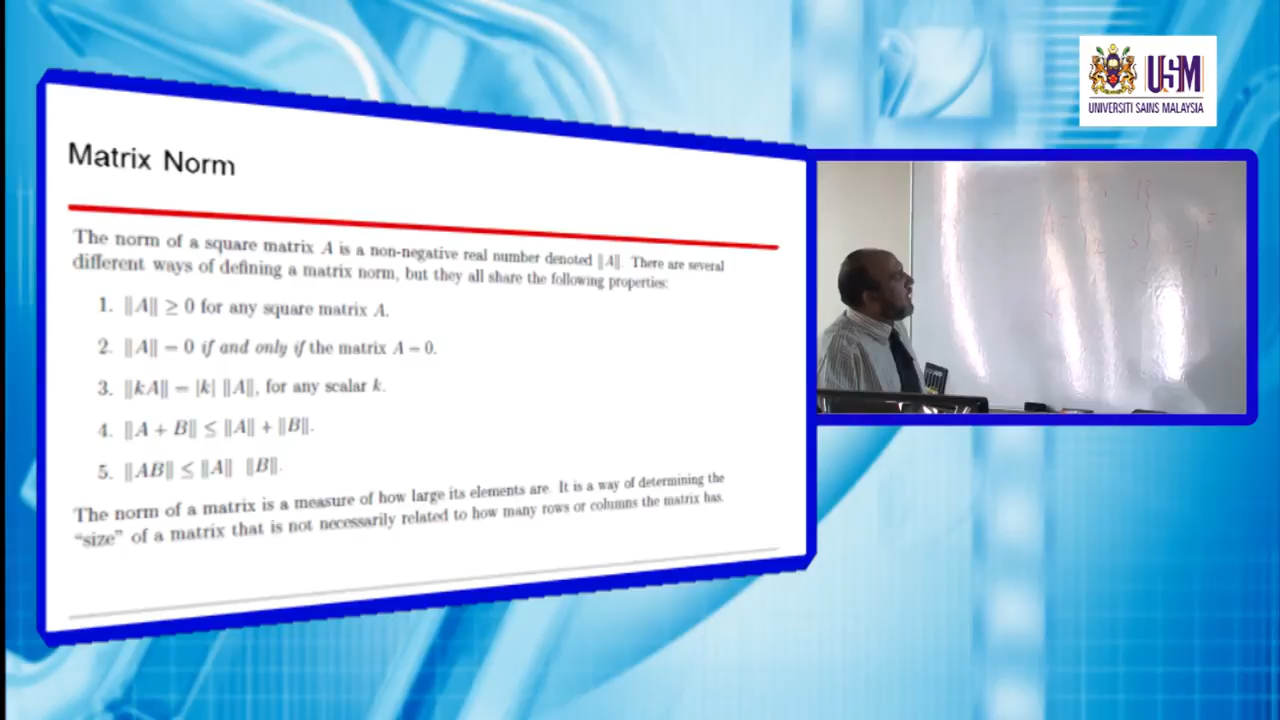 Matrix Norm
The norm of a square matrix A is a non-negative real number denoted ‖A‖. There are several
different ways of defining a matrix norm, but they all share the following properties:
1. ‖A‖ ≥ 0 for any square matrix A.
2. ‖A‖ = 0 if and only if the matrix A = 0.
3. ‖kA‖ = |k| ‖A‖, for any scalar k.
4. ‖A + B‖ ≤ ‖A‖ + ‖B‖.
5. ‖AB‖ ≤ ‖A‖ ‖B‖.
The norm of a matrix is a measure of how large its elements are. It is a way of determining the
“size” of a matrix that is not necessarily related to how many rows or columns the matrix has.
USM
UNIVERSITI SAINS MALAYSIA